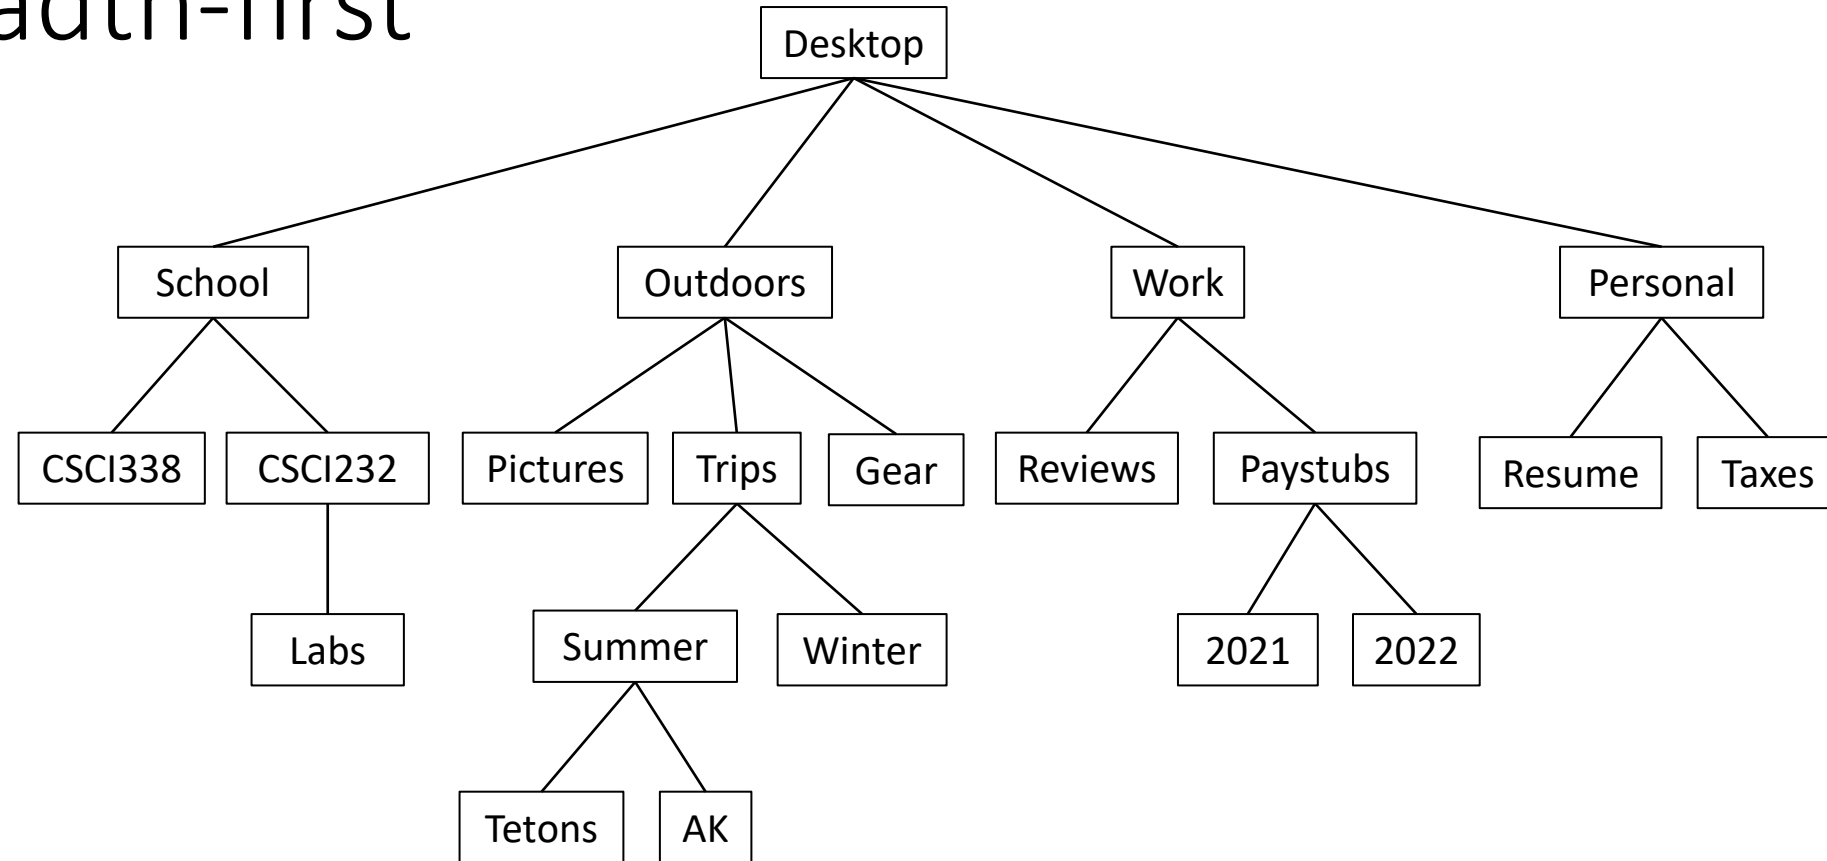 adth-first
Desktop
School
Outdoors
Work
Personal
CSCI338
CSCI232
Pictures
Trips
Gear
Reviews
Paystubs
Resume
Taxes
Labs
Summer
Winter
2021
2022
Tetons
AK